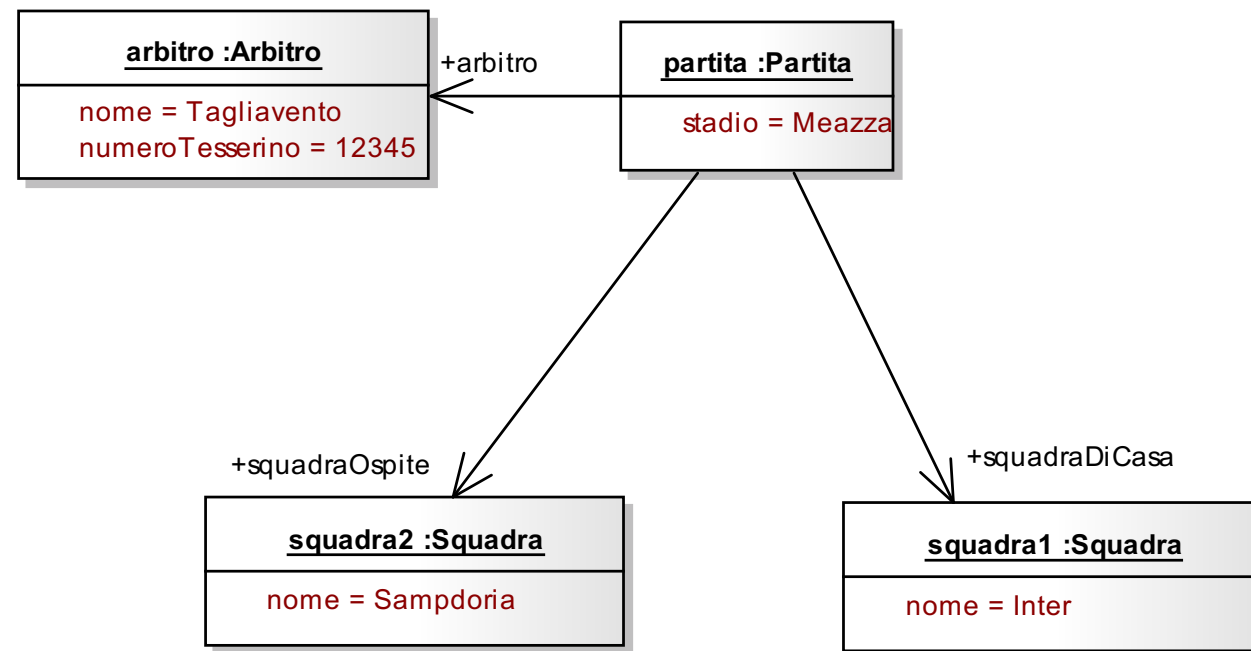 arbitro :Arbitro
nome = Tagliavento
numeroTesserino = 12345
+arbitro
partita :Partita
stadio = Meazza
+squadraOspite
squadra2 :Squadra
nome = Sampdoria
+squadraDiCasa
squadra1 :Squadra
nome = Inter